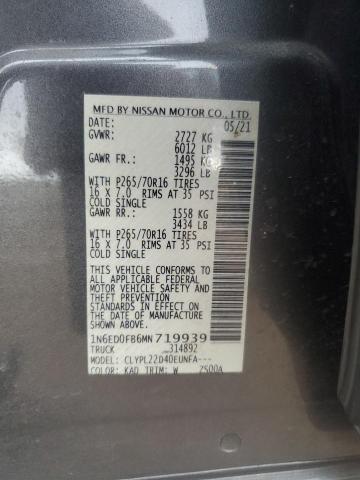 MFD BY NISSAN MOTOR CO., LTD.
DATE: 05/21
GVWR: 2727 KG
6012 LB
GAWR FR: 1495 KG
3296 LB
WITH P265/70R16 TIRES
16 X 7.0 RIMS AT 35 PSI
COLD SINGLE
GAWR RR: 1558 KG
3434 LB
WITH P265/70R16 TIRES
16 X 7.0 RIMS AT 35 PSI
COLD SINGLE
THIS VEHICLE CONFORMS
TO ALL APPLICABLE FEDERAL
MOTOR VEHICLE SAFETY AND
THEFT PREVENTION
STANDARDS IN EFFECT ON
THE DATE OF MANUFACTURE
SHOWN ABOVE.
1N6ED0FB6MN719939
TRUCK 314892
MODEL: CLYPL22D40EUNFA---
COLOR: KAD TRIM: W Z500A